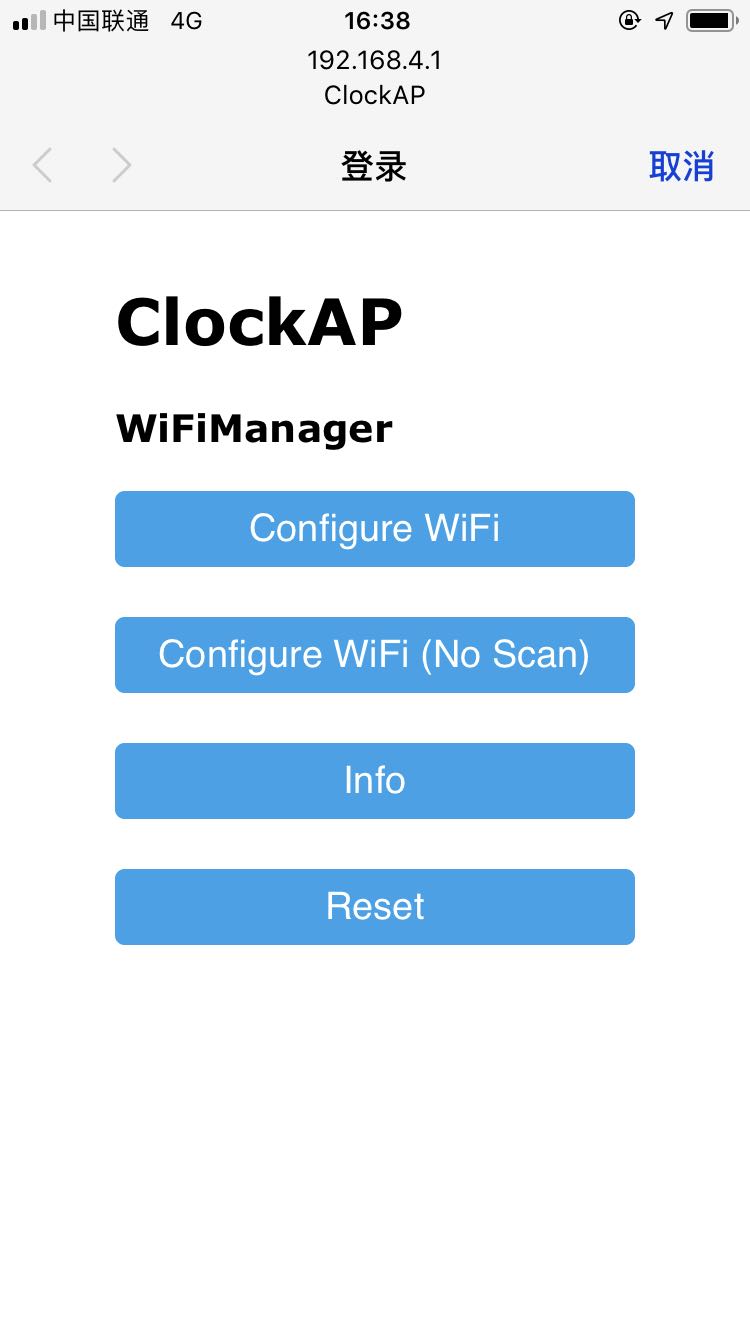 中国联通 4G 16:38
192.168.4.1
ClockAP
登录 取消
ClockAP
WiFiManager
Configure WiFi
Configure WiFi (No Scan)
Info
Reset